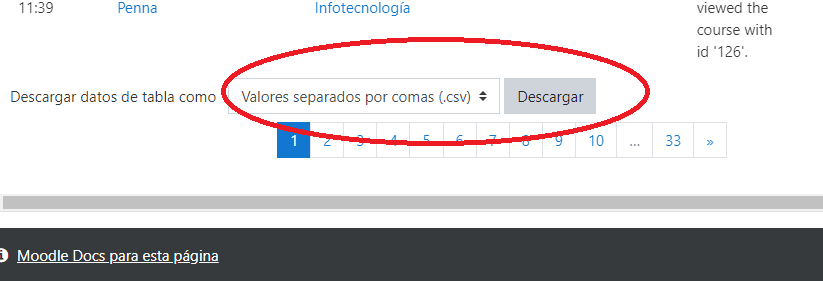 11:39 Penna Infotecnología viewed the
course with
id '126'.
Descargar datos de tabla como Valores separados por comas (.csv) Descargar
1 2 3 4 5 6 7 8 9 10 ... 33 »
Moodle Docs para esta página